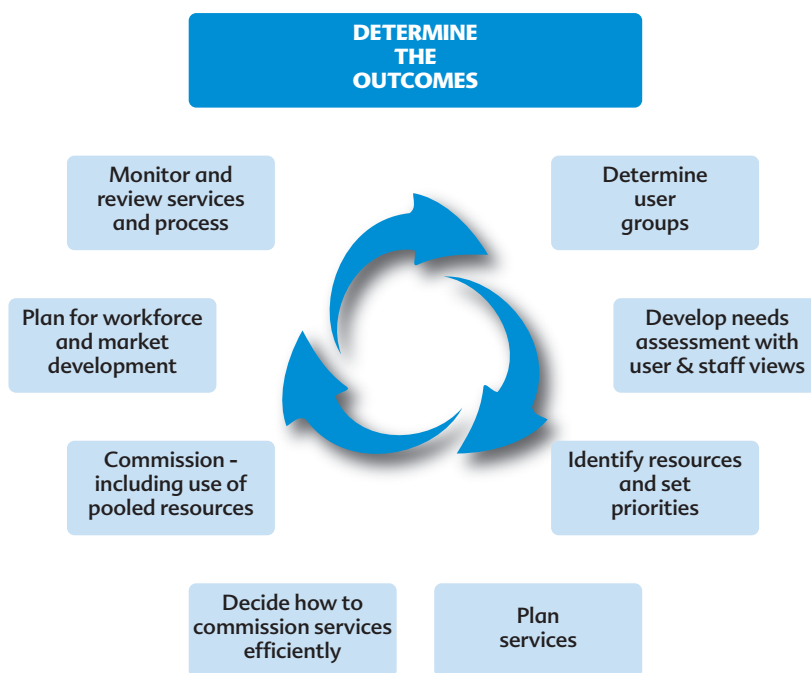 DETERMINE
THE
OUTCOMES
Monitor and
review services
and process
Determine
user
groups
Plan for workforce
and market
development
Develop needs
assessment with
user & staff views
Commission -
including use of
pooled resources
Identify resources
and set
priorities
Decide how to
commission services
efficiently
Plan
services